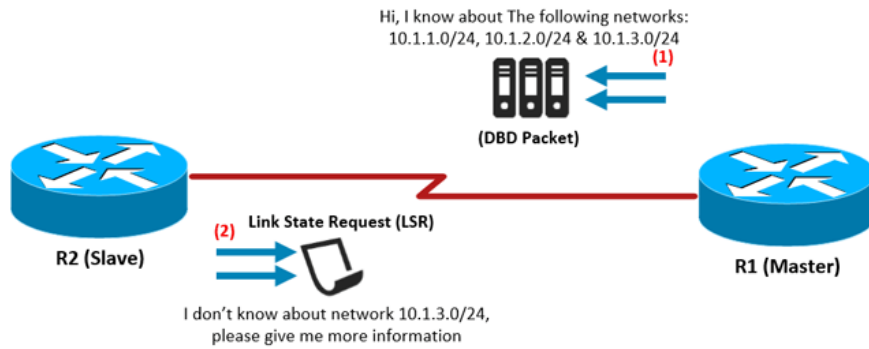 Hi, I know about The following networks:
10.1.1.0/24, 10.1.2.0/24 & 10.1.3.0/24
(1)
(DBD Packet)
(2)
Link State Request (LSR)
R2 (Slave)
R1 (Master)
I don't know about network 10.1.3.0/24,
please give me more information